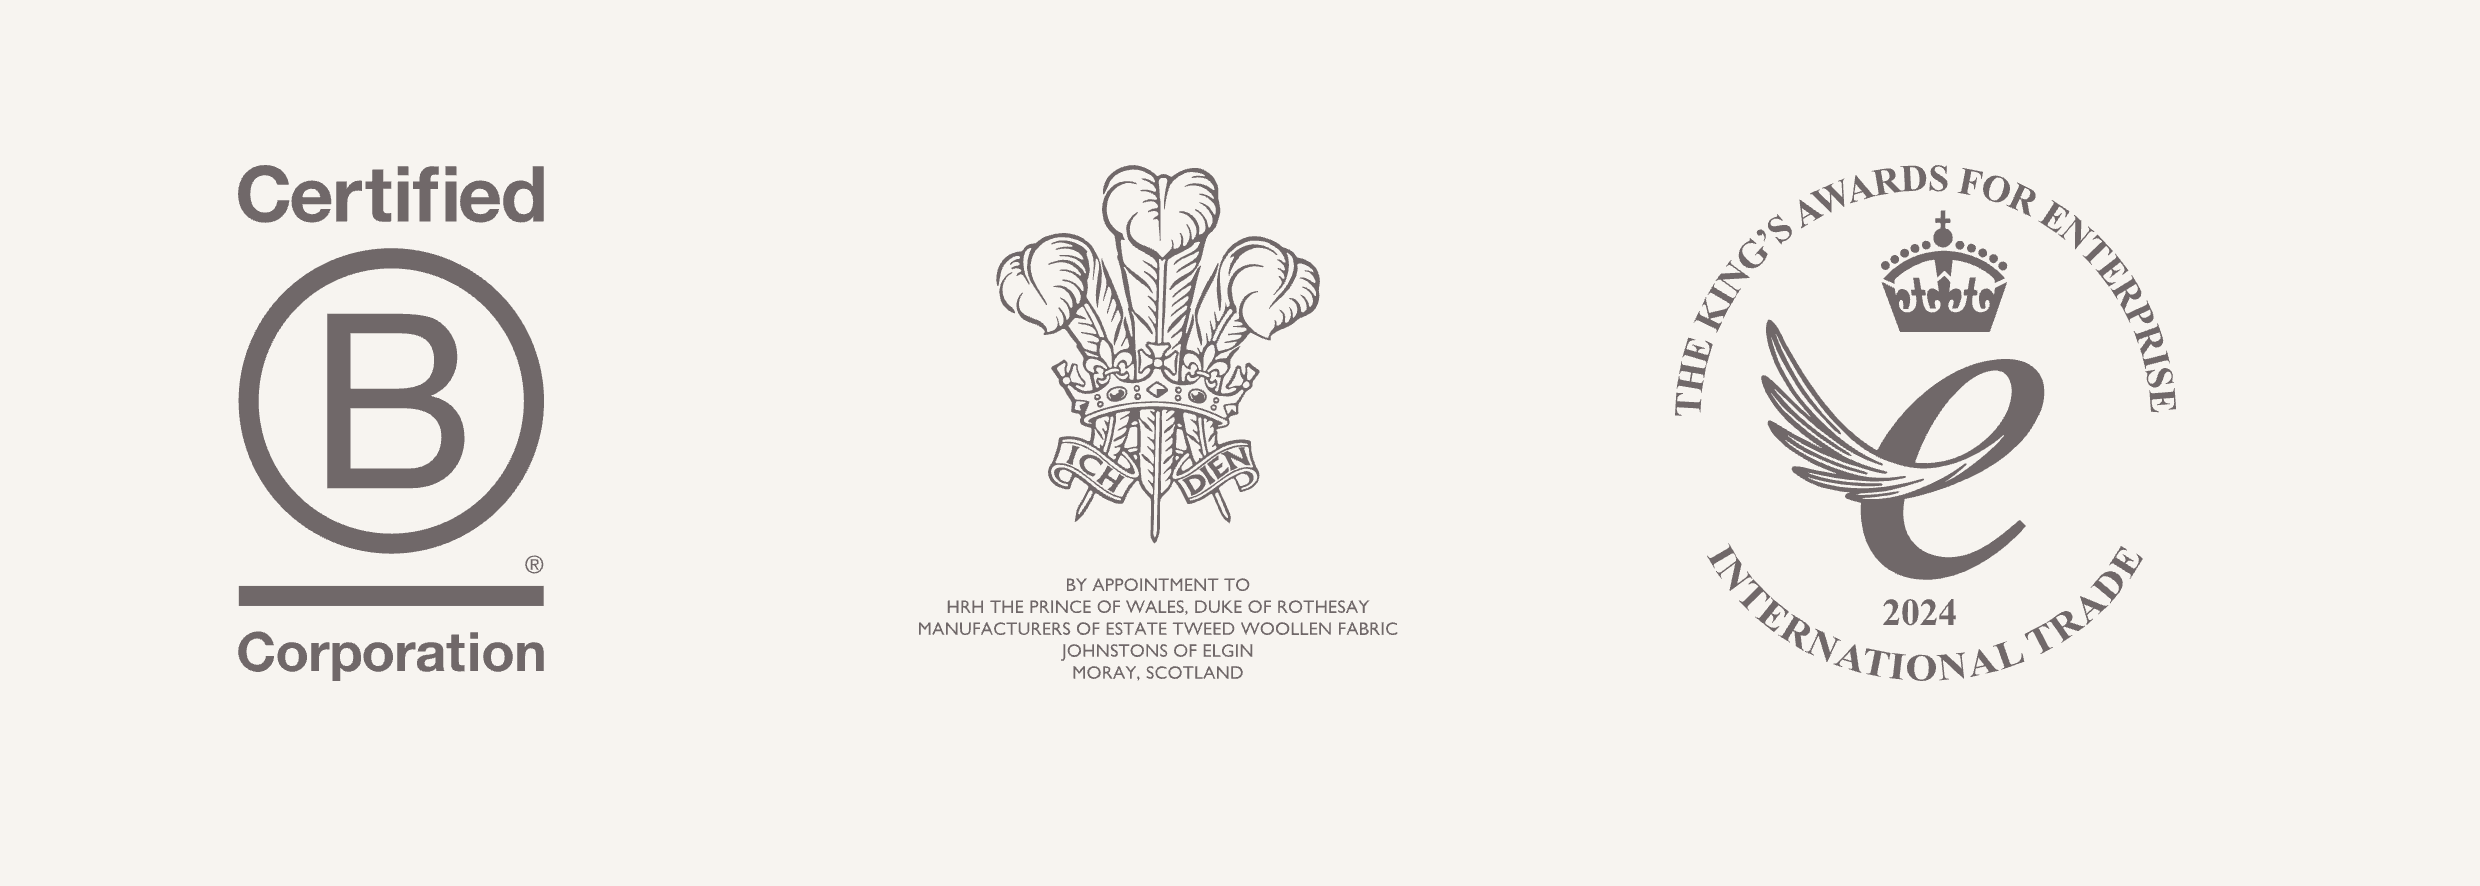 Certified
B
®
Corporation
ICH DIEN
BY APPOINTMENT TO
HRH THE PRINCE OF WALES, DUKE OF ROTHESAY
MANUFACTURERS OF ESTATE TWEED WOOLLEN FABRIC
JOHNSTONS OF ELGIN
MORAY, SCOTLAND
THE KING'S AWARDS FOR ENTERPRISE
e
2024
INTERNATIONAL TRADE